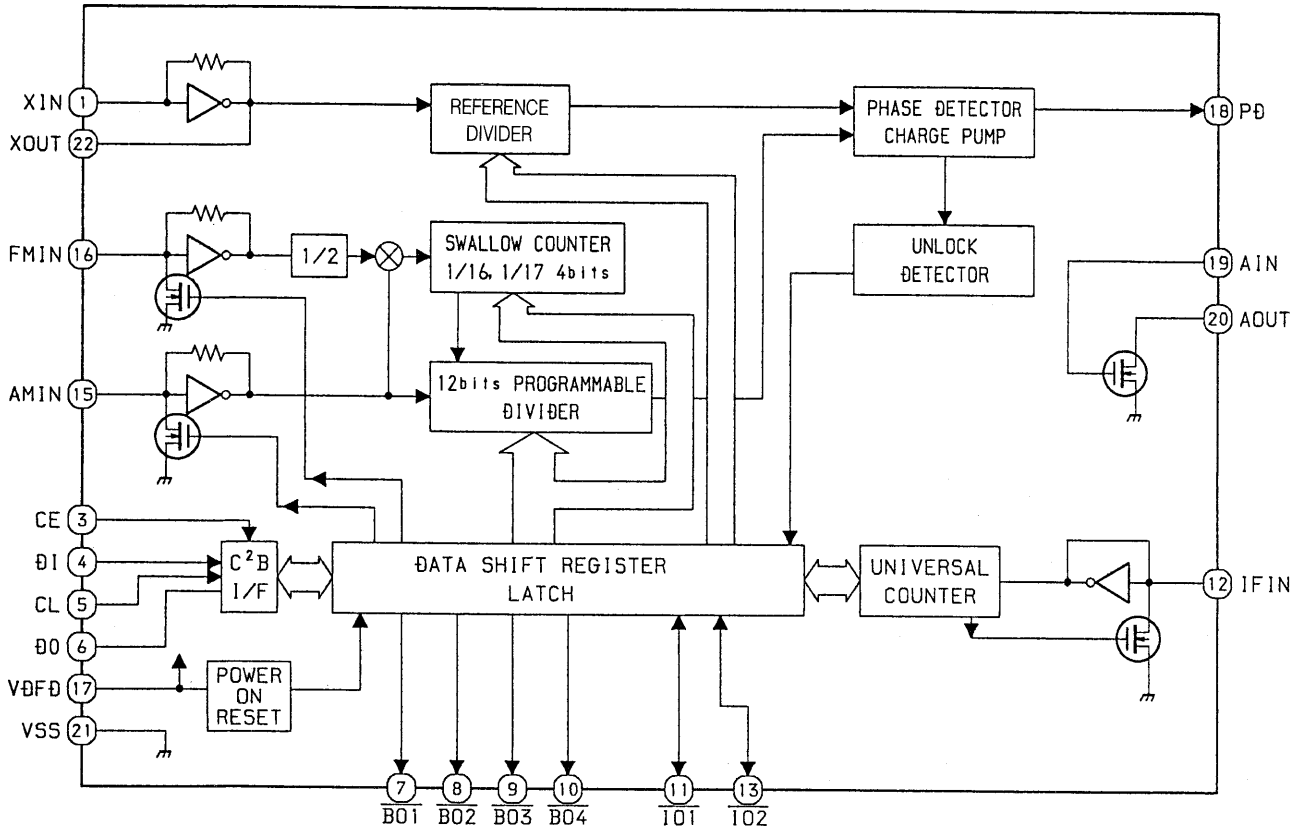 XIN 1
XOUT 22
REFERENCE
DIVIDER
PHASE DETECTOR
CHARGE PUMP
18 PD
FMIN 16
1/2
SWALLOW COUNTER
1/16, 1/17 4bits
UNLOCK
DETECTOR
19 AIN
20 AOUT
AMIN 15
12bits PROGRAMMABLE
DIVIDER
CE 3
DI 4
CL 5
DO 6
VDFD 17
VSS 21
C²B
I/F
DATA SHIFT REGISTER
LATCH
UNIVERSAL
COUNTER
12 IFIN
POWER
ON
RESET
7 8 9 10 11 13
BO1 BO2 BO3 BO4 IO1 IO2